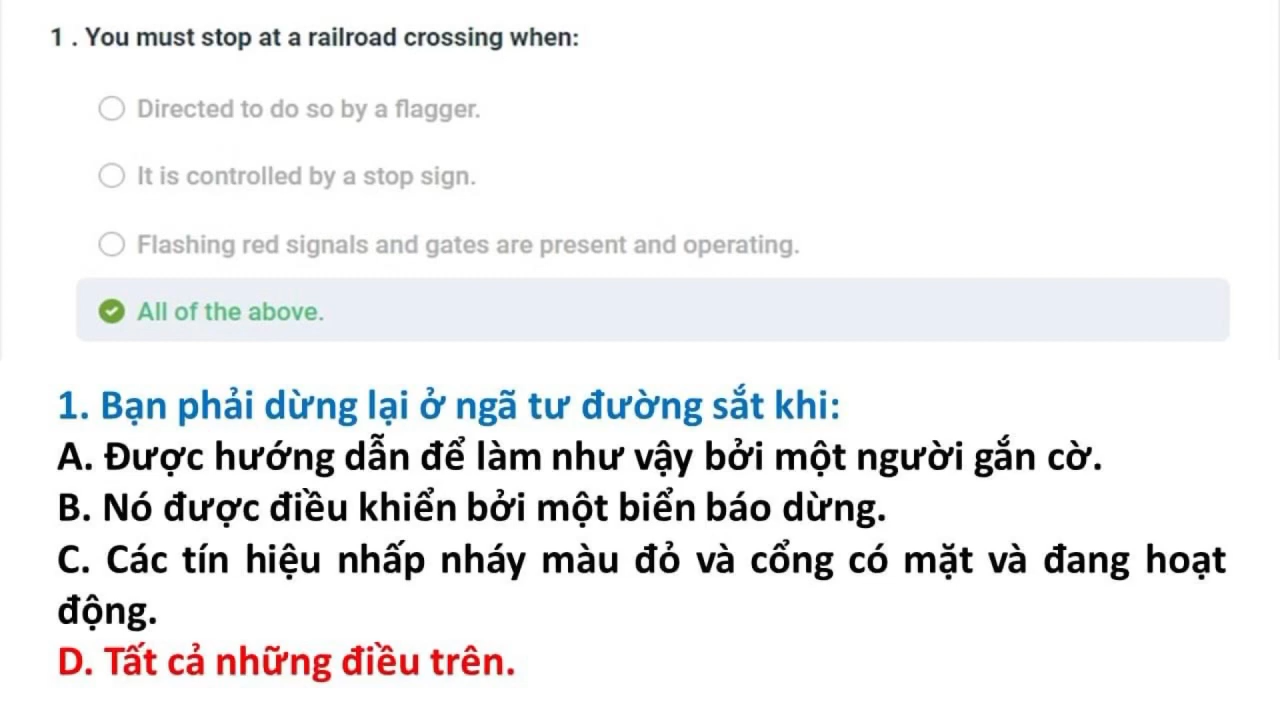 1 . You must stop at a railroad crossing when:
Directed to do so by a flagger.
It is controlled by a stop sign.
Flashing red signals and gates are present and operating.
All of the above.
1. Bạn phải dừng lại ở ngã tư đường sắt khi:
A. Được hướng dẫn để làm như vậy bởi một người gắn cờ.
B. Nó được điều khiển bởi một biển báo dừng.
C. Các tín hiệu nhấp nháy màu đỏ và cổng có mặt và đang hoạt
động.
D. Tất cả những điều trên.